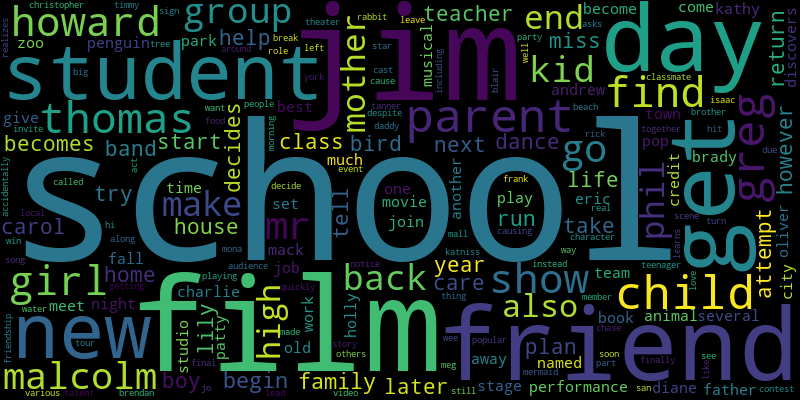 christopher timmy zoo penguin tree sign rabbit leave theater asks become come kathy
realizes howard park group teacher end miss return
big help break role left star musical kid day discovers
student jim mother york cast cause blair well party andrew
thomas give best despite tanner including find classmate isaac
invite want people daddy parent beach town together brother hit due
becomes band start decides class bird next dance go rick pop brady however
accidentally called school morning food much event frank life get greg
carol try act time one movie play eric real credit phil
local hi make house set tell another join run take scene turn oliver
win along mr mack katniss mall causing character learns attempt city
song fall mona job
girl home audience back year way teenager love
water meet getting night charlie playing film high quickly notice care show also team child
friendship new lily studio patty work holly thing instead member book animal several
tour final made old story others wee popular friend chase finally see
malcolm boy jo begin lead family later meg away plan named soon part like
various talent brendan video still stage mermaid performance san diane father contest